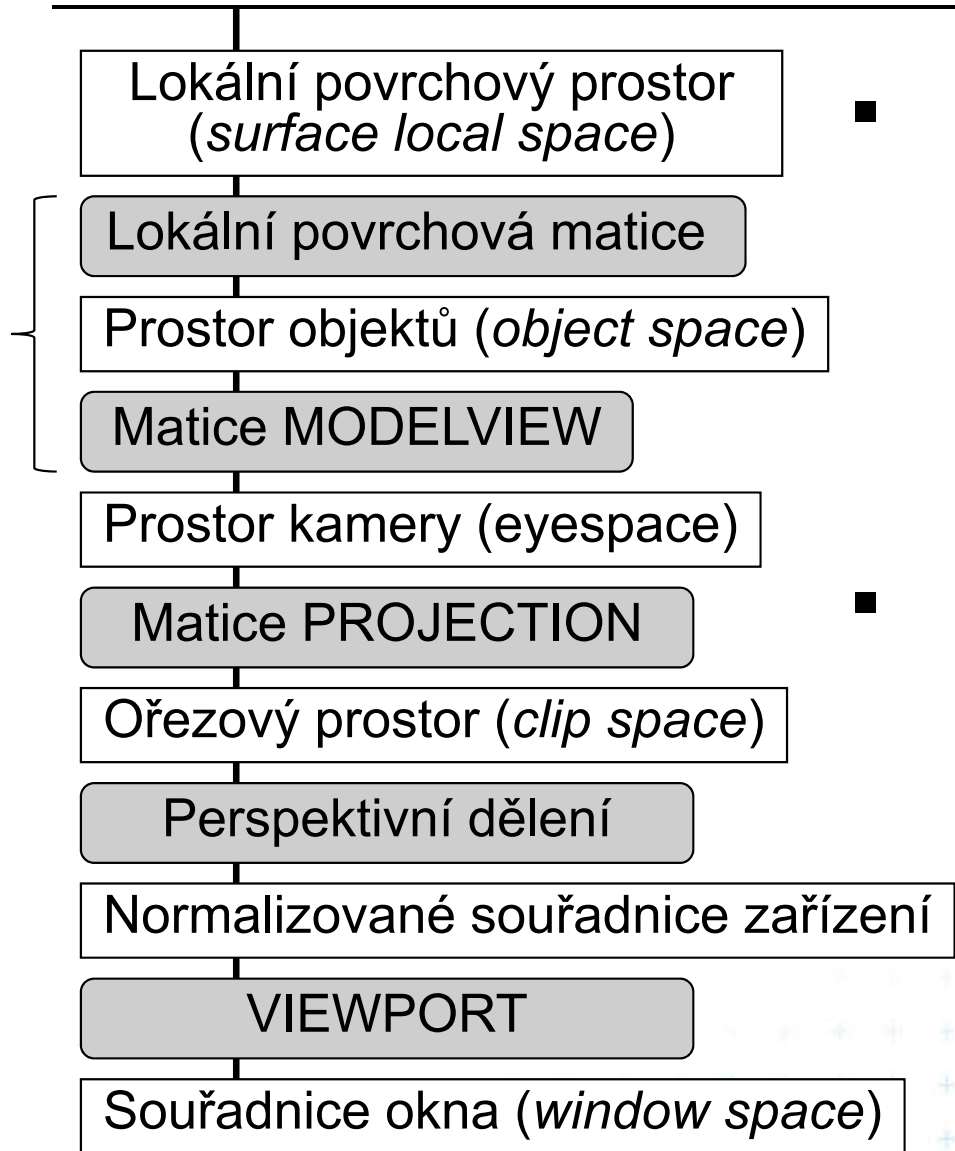 Lokální povrchový prostor
(surface local space)
Lokální povrchová matice
Prostor objektů (object space)
Matice MODELVIEW
Prostor kamery (eyespace)
Matice PROJECTION
Ořezový prostor (clip space)
Perspektivní dělení
Normalizované souřadnice zařízení
VIEWPORT
Souřadnice okna (window space)